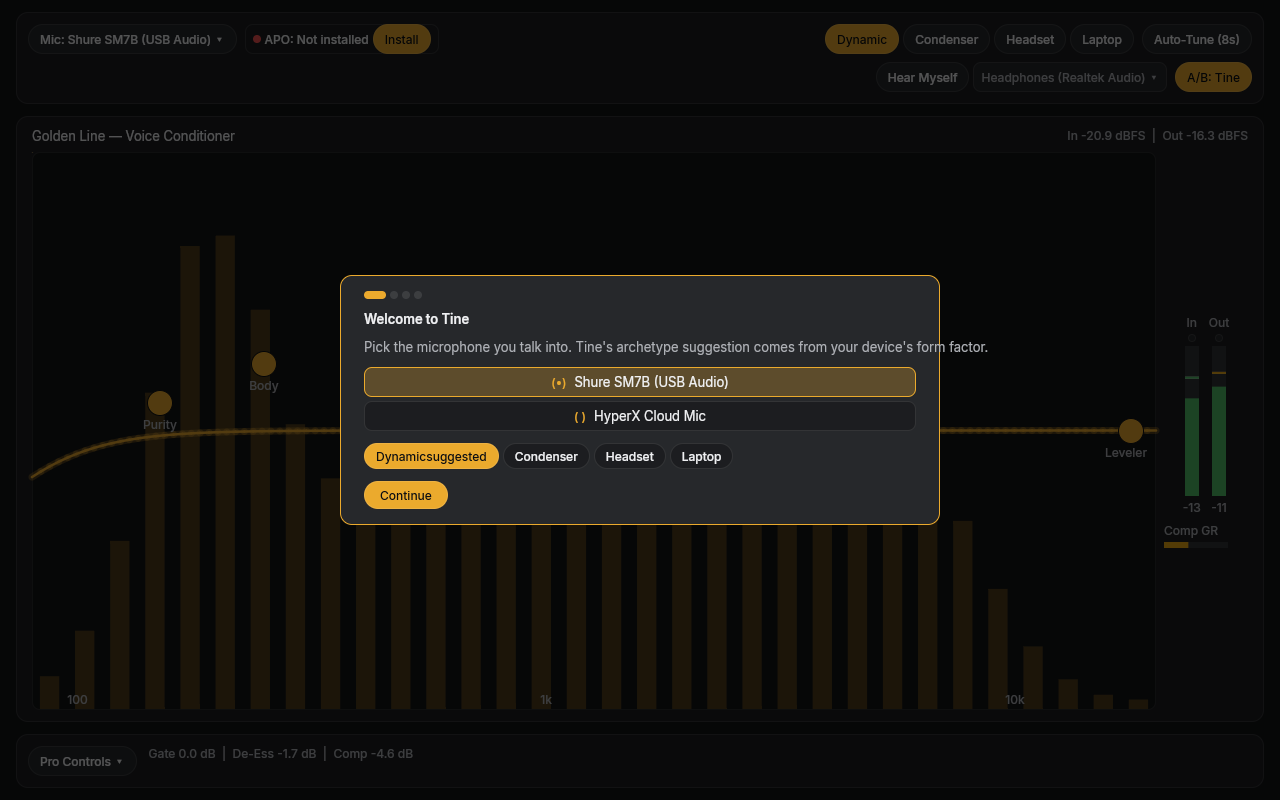 Mic: Shure SM7B (USB Audio) ▾ APO: Not installed Install Dynamic Condenser Headset Laptop Auto-Tune (8s)
Hear Myself Headphones (Realtek Audio) ▾ A/B: Tine
Golden Line — Voice Conditioner In -20.9 dBFS | Out -16.3 dBFS
Welcome to Tine
Pick the microphone you talk into. Tine's archetype suggestion comes from your device's form factor.
(•) Shure SM7B (USB Audio)
( ) HyperX Cloud Mic
Dynamicsuggested Condenser Headset Laptop
Continue
Body
Purity
Leveler
In Out
-13 -11
Comp GR
100 1k 10k
Pro Controls ▾ Gate 0.0 dB | De-Ess -1.7 dB | Comp -4.6 dB